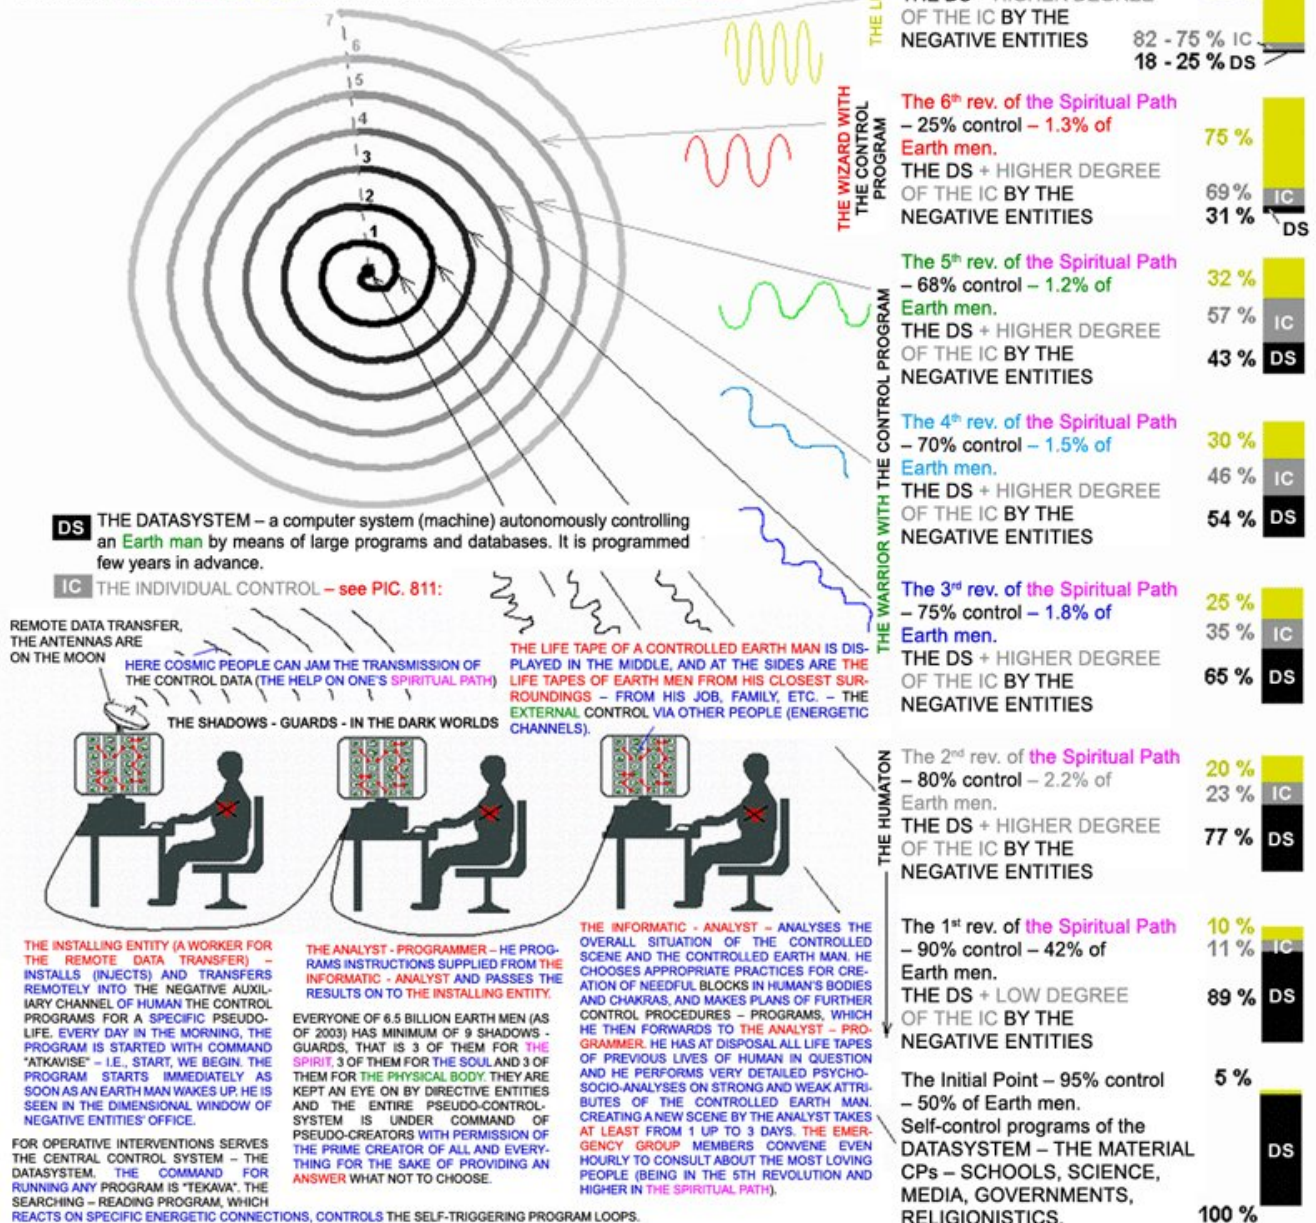 THE L
OF THE IC BY THE
NEGATIVE ENTITIES
82 - 75 % IC
18 - 25 % DS
7
6
5
4
3
2
1
THE WIZARD WITH
THE CONTROL
PROGRAM
The 6th rev. of the Spiritual Path
– 25% control – 1.3% of
Earth men.
THE DS + HIGHER DEGREE
OF THE IC BY THE
NEGATIVE ENTITIES
75 %
69 %
31 %
IC
DS
THE WARRIOR WITH THE CONTROL PROGRAM
The 5th rev. of the Spiritual Path
– 68% control – 1.2% of
Earth men.
THE DS + HIGHER DEGREE
OF THE IC BY THE
NEGATIVE ENTITIES
32 %
57 %
43 %
IC
DS
The 4th rev. of the Spiritual Path
– 70% control – 1.5% of
Earth men.
THE DS + HIGHER DEGREE
OF THE IC BY THE
NEGATIVE ENTITIES
30 %
46 %
54 %
IC
DS
The 3rd rev. of the Spiritual Path
– 75% control – 1.8% of
Earth men.
THE DS + HIGHER DEGREE
OF THE IC BY THE
NEGATIVE ENTITIES
25 %
35 %
65 %
IC
DS
THE HUMATON
The 2nd rev. of the Spiritual Path
– 80% control – 2.2% of
Earth men.
THE DS + HIGHER DEGREE
OF THE IC BY THE
NEGATIVE ENTITIES
20 %
23 %
77 %
IC
DS
The 1st rev. of the Spiritual Path
– 90% control – 42% of
Earth men.
THE DS + LOW DEGREE
OF THE IC BY THE
NEGATIVE ENTITIES
10 %
11 %
89 %
IC
DS
The Initial Point – 95% control
– 50% of Earth men.
Self-control programs of the
DATASYSTEM – THE MATERIAL
CPs – SCHOOLS, SCIENCE,
MEDIA, GOVERNMENTS,
RELIGIONISTICS.
5 %
DS
100 %
DS THE DATASYSTEM – a computer system (machine) autonomously controlling
an Earth man by means of large programs and databases. It is programmed
few years in advance.
IC THE INDIVIDUAL CONTROL – see PIC. 811:
REMOTE DATA TRANSFER,
THE ANTENNAS ARE
ON THE MOON
HERE COSMIC PEOPLE CAN JAM THE TRANSMISSION OF
THE CONTROL DATA (THE HELP ON ONE'S SPIRITUAL PATH)
THE SHADOWS - GUARDS - IN THE DARK WORLDS
THE LIFE TAPE OF A CONTROLLED EARTH MAN IS DIS-
PLAYED IN THE MIDDLE, AND AT THE SIDES ARE THE
LIFE TAPES OF EARTH MEN FROM HIS CLOSEST SUR-
ROUNDINGS – FROM HIS JOB, FAMILY, ETC. – THE
EXTERNAL CONTROL VIA OTHER PEOPLE (ENERGETIC
CHANNELS).
THE INSTALLING ENTITY (A WORKER FOR
THE REMOTE DATA TRANSFER) –
INSTALLS (INJECTS) AND TRANSFERS
REMOTELY INTO THE NEGATIVE AUXIL-
IARY CHANNEL OF HUMAN THE CONTROL
PROGRAMS FOR A SPECIFIC PSEUDO-
LIFE. EVERY DAY IN THE MORNING, THE
PROGRAM IS STARTED WITH COMMAND
"ATKAVISE" – I.E., START, WE BEGIN. THE
PROGRAM STARTS IMMEDIATELY AS
SOON AS AN EARTH MAN WAKES UP. HE IS
SEEN IN THE DIMENSIONAL WINDOW OF
NEGATIVE ENTITIES' OFFICE.
FOR OPERATIVE INTERVENTIONS SERVES
THE CENTRAL CONTROL SYSTEM – THE
DATASYSTEM. THE COMMAND FOR
RUNNING ANY PROGRAM IS "TEKAVA". THE
SEARCHING – READING PROGRAM, WHICH
REACTS ON SPECIFIC ENERGETIC CONNECTIONS, CONTROLS THE SELF-TRIGGERING PROGRAM LOOPS.
THE ANALYST - PROGRAMMER – HE PROG-
RAMS INSTRUCTIONS SUPPLIED FROM THE
INFORMATIC - ANALYST AND PASSES THE
RESULTS ON TO THE INSTALLING ENTITY.
EVERYONE OF 6.5 BILLION EARTH MEN (AS
OF 2003) HAS MINIMUM OF 9 SHADOWS -
GUARDS, THAT IS 3 OF THEM FOR THE
SPIRIT, 3 OF THEM FOR THE SOUL AND 3 OF
THEM FOR THE PHYSICAL BODY. THEY ARE
KEPT AN EYE ON BY DIRECTIVE ENTITIES
AND THE ENTIRE PSEUDO-CONTROL-
SYSTEM IS UNDER COMMAND OF
PSEUDO-CREATORS WITH PERMISSION OF
THE PRIME CREATOR OF ALL AND EVERY-
THING FOR THE SAKE OF PROVIDING AN
ANSWER WHAT NOT TO CHOOSE.
THE INFORMATIC - ANALYST – ANALYSES THE
OVERALL SITUATION OF THE CONTROLLED
SCENE AND THE CONTROLLED EARTH MAN. HE
CHOOSES APPROPRIATE PRACTICES FOR CRE-
ATION OF NEEDFUL BLOCKS IN HUMAN'S BODIES
AND CHAKRAS, AND MAKES PLANS OF FURTHER
CONTROL PROCEDURES – PROGRAMS, WHICH
HE THEN FORWARDS TO THE ANALYST – PRO-
GRAMMER. HE HAS AT DISPOSAL ALL LIFE TAPES
OF PREVIOUS LIVES OF HUMAN IN QUESTION
AND HE PERFORMS VERY DETAILED PSYCHO-
SOCIO-ANALYSES ON STRONG AND WEAK ATTRI-
BUTES OF THE CONTROLLED EARTH MAN.
CREATING A NEW SCENE BY THE ANALYST TAKES
AT LEAST FROM 1 UP TO 3 DAYS. THE EMER-
GENCY GROUP MEMBERS CONVENE EVEN
HOURLY TO CONSULT ABOUT THE MOST LOVING
PEOPLE (BEING IN THE 5TH REVOLUTION AND
HIGHER IN THE SPIRITUAL PATH).